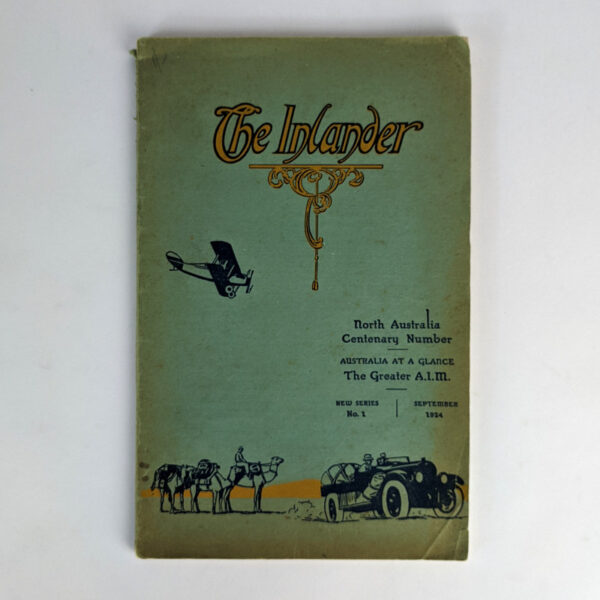 The Inlander
North Australia
Centenary Number
AUSTRALIA AT A GLANCE
The Greater A.I.M.
NEW SERIES
No. 1
SEPTEMBER
1924